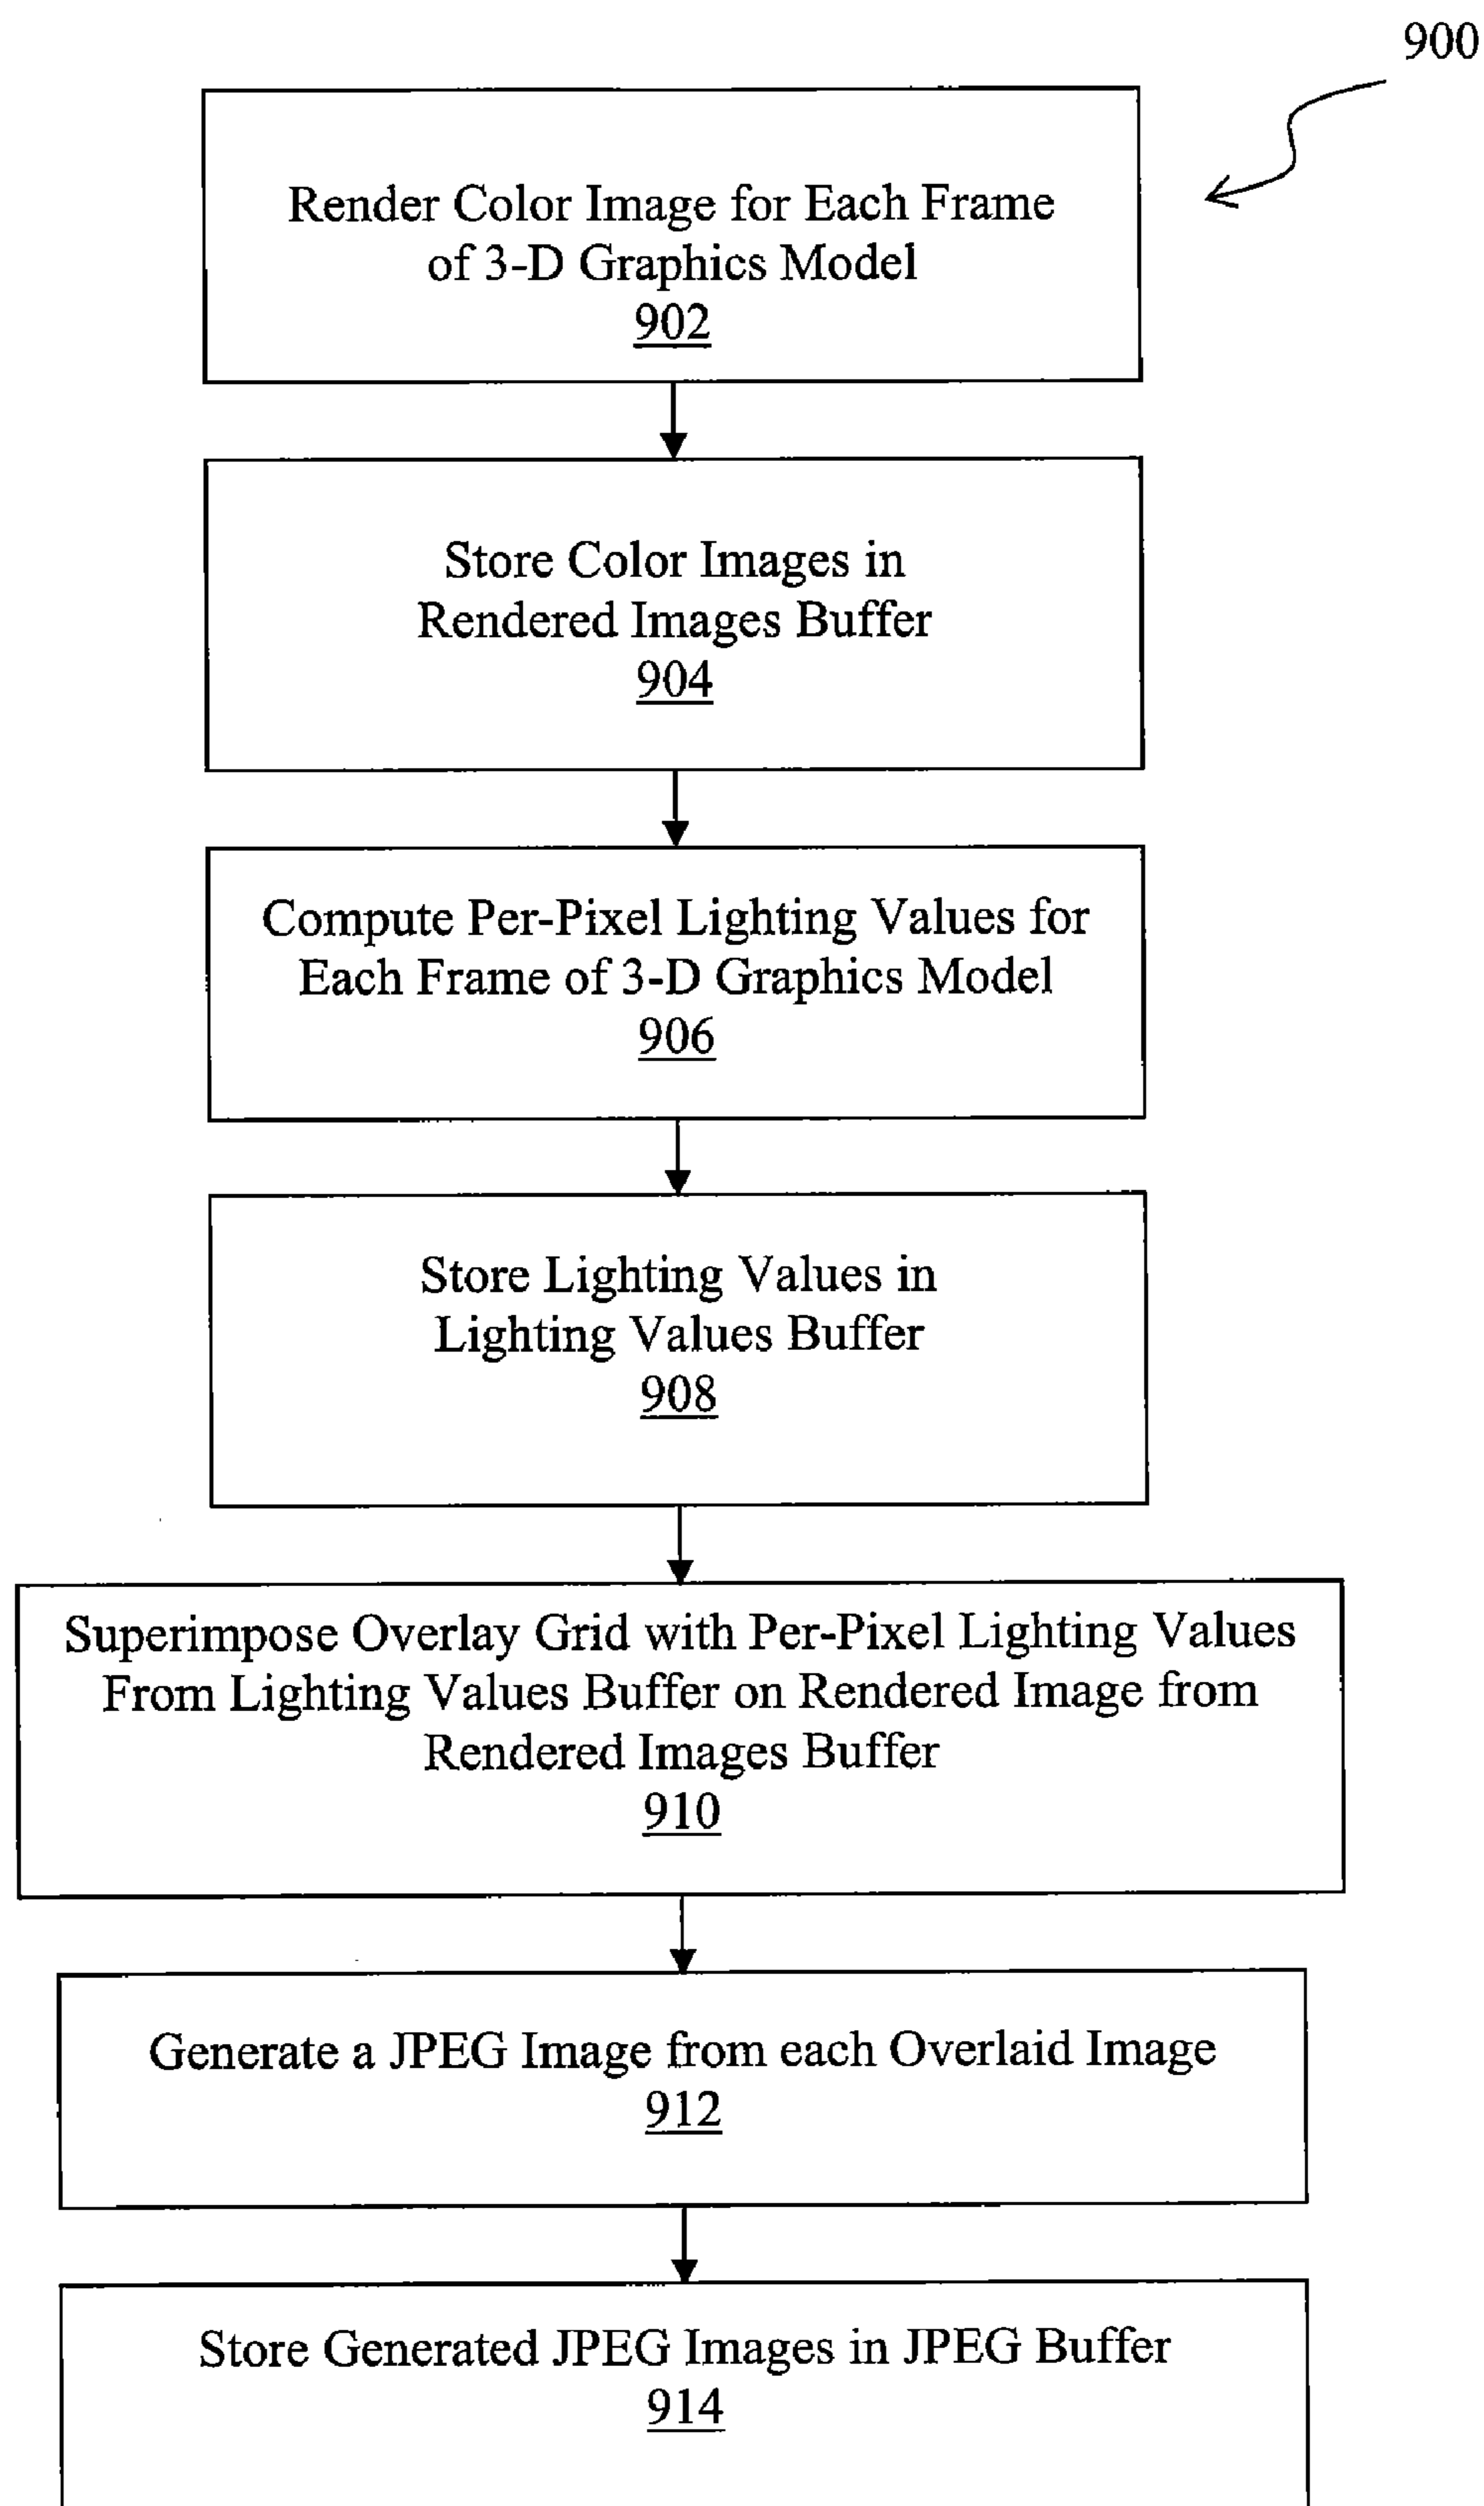 900
Render Color Image for Each Frame
of 3-D Graphics Model
902
Store Color Images in
Rendered Images Buffer
904
Compute Per-Pixel Lighting Values for
Each Frame of 3-D Graphics Model
906
Store Lighting Values in
Lighting Values Buffer
908
Superimpose Overlay Grid with Per-Pixel Lighting Values
From Lighting Values Buffer on Rendered Image from
Rendered Images Buffer
910
Generate a JPEG Image from each Overlaid Image
912
Store Generated JPEG Images in JPEG Buffer
914